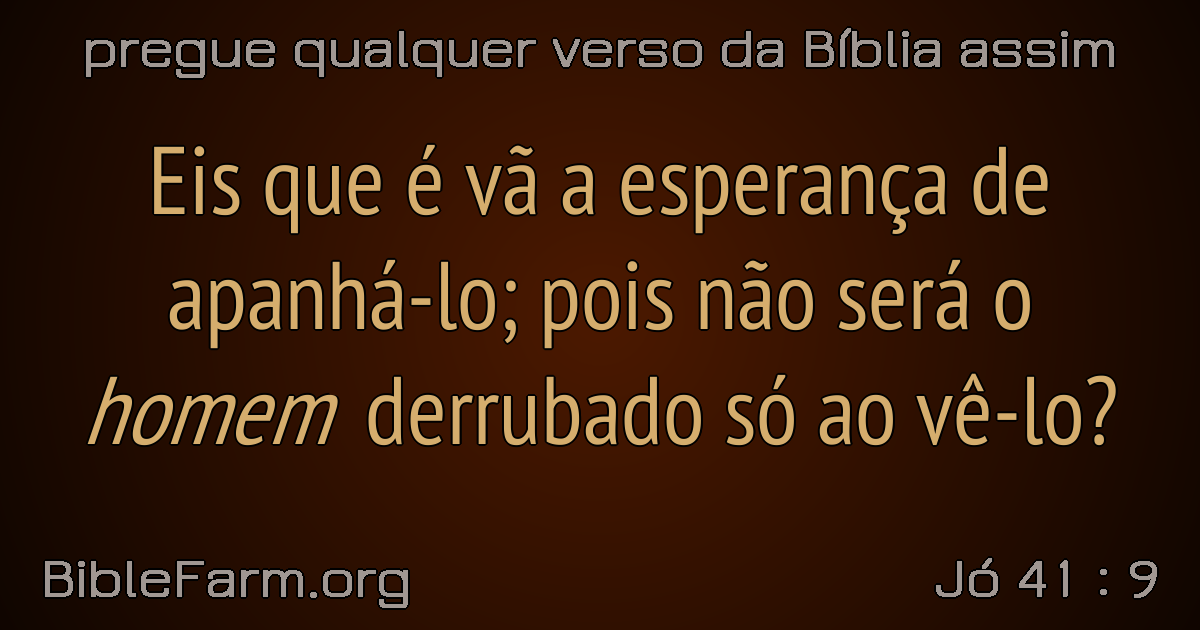 pregue qualquer verso da Bíblia assim
Eis que é vã a esperança de
apanhá-lo; pois não será o
homem derrubado só ao vê-lo?
BibleFarm.org
Jó 41 : 9